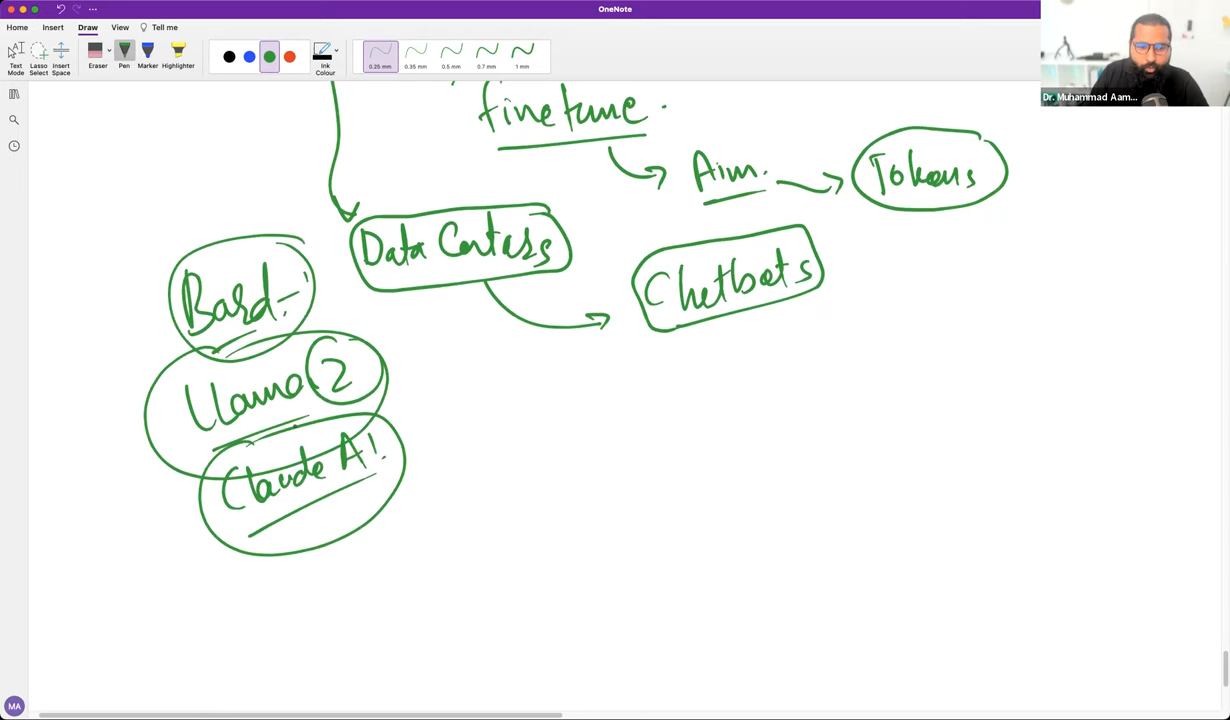 OneNote
Home Insert Draw View Tell me
Text Mode
Lasso Select
Insert Space
Eraser
Pen
Marker
Highlighter
Ink Colour
0.25 mm
0.35 mm
0.5 mm
0.7 mm
1 mm
Dr. Muhammad Aam...
finetune.
Aim.
Tokens
Data Centers
Chetbots
Bard
Llama 2
Claude AI
MA